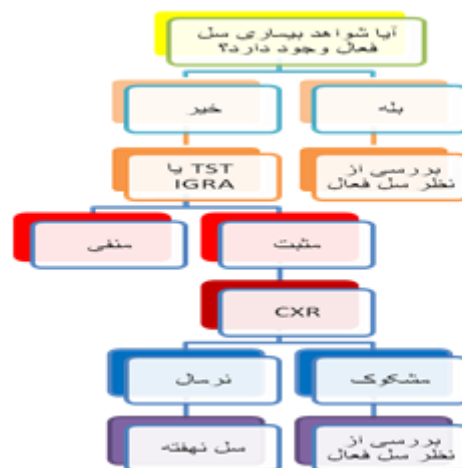 آیا شواهد بیماری سل
فعال وجود دارد؟
بله
خیر
بررسی از
نظر سل فعال
TST یا
IGRA
مثبت
منفی
CXR
مشکوک
نرمال
بررسی از
نظر سل فعال
سل نهفته